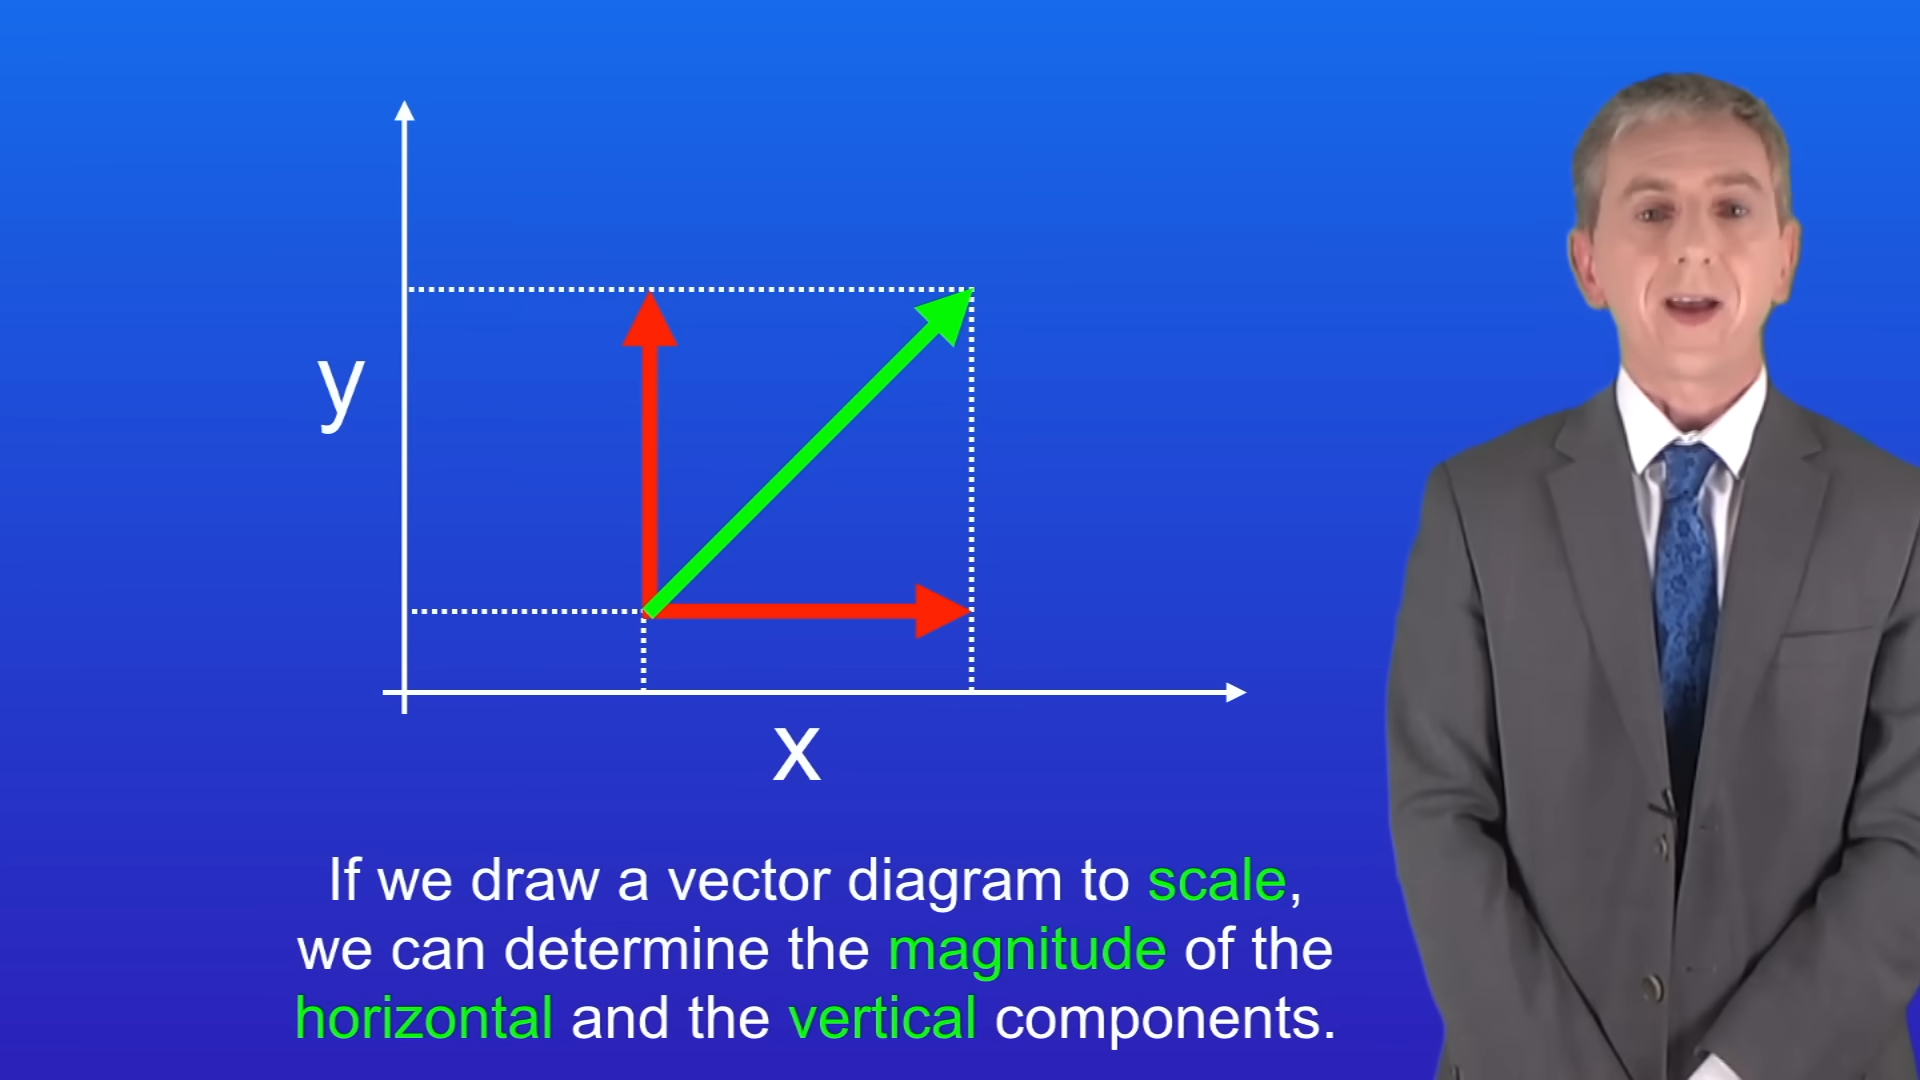 y
x
If we draw a vector diagram to scale,
we can determine the magnitude of the
horizontal and the vertical components.